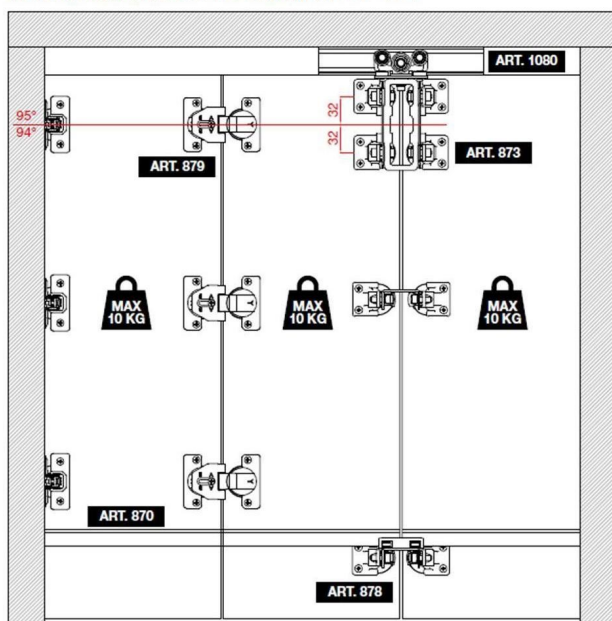 ART. 1080
95°
94°
32
32
ART. 879
ART. 873
MAX
10 KG
MAX
10 KG
MAX
10 KG
ART. 870
ART. 878